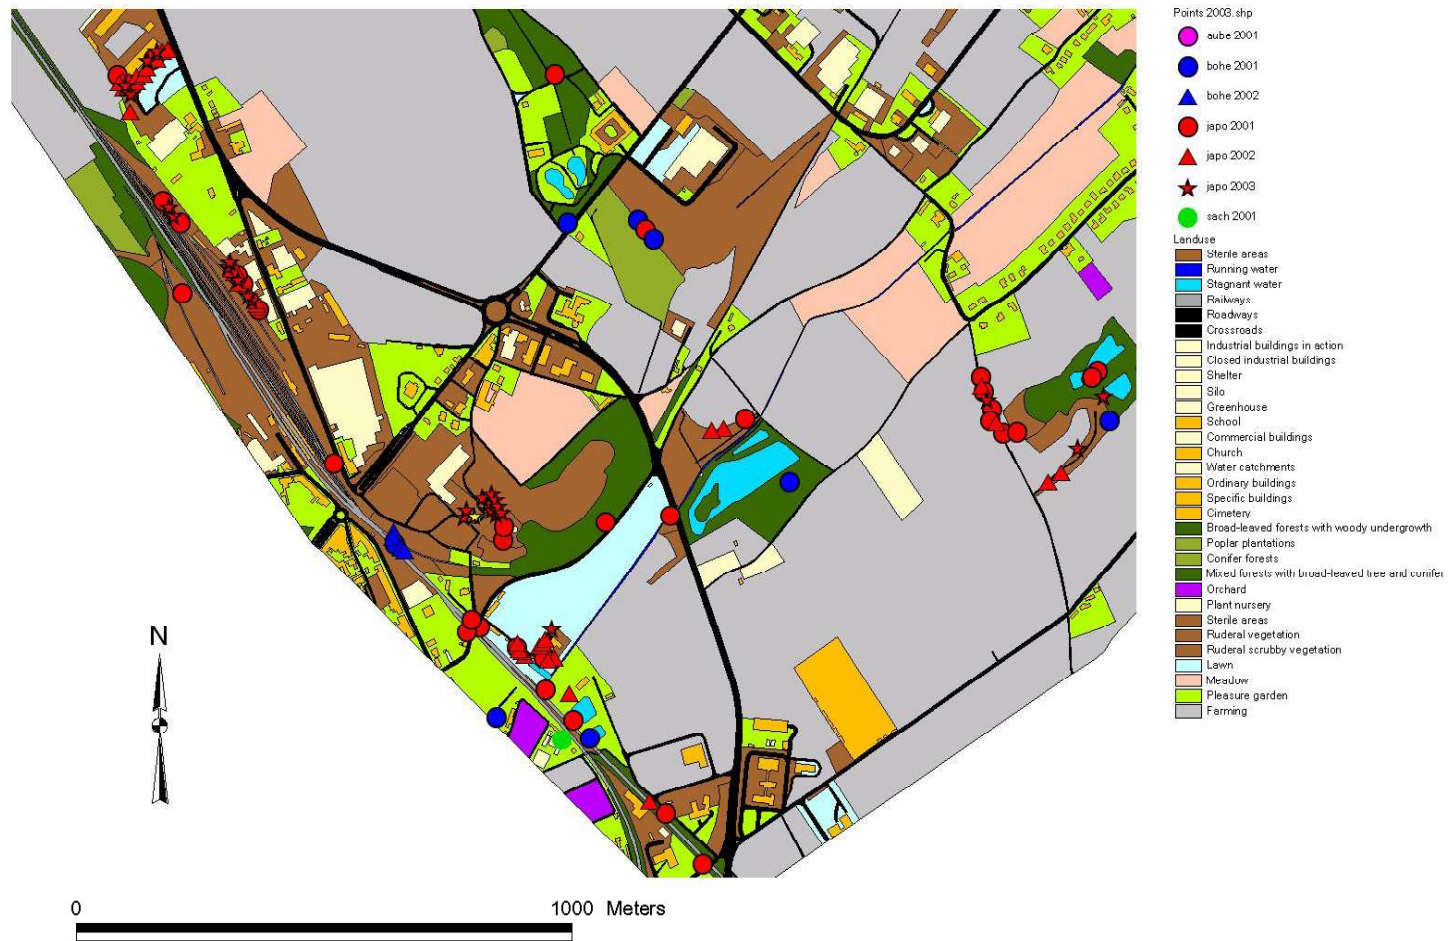 Points 2003.shp
aube 2001
bohe 2001
bohe 2002
japo 2001
japo 2002
japo 2003
sach 2001
Landuse
Sterile areas
Running water
Stagnant water
Railways
Roadways
Crossroads
Industrial buildings in action
Closed industrial buildings
Shelter
Silo
Greenhouse
School
Commercial buildings
Church
Water catchments
Ordinary buildings
Specific buildings
Cimetery
Broad-leaved forests with woody undergrowth
Poplar plantations
Conifer forests
Mixed forests with broad-leaved tree and conifer
Orchard
Plant nursery
Sterile areas
Ruderal vegetation
Ruderal scrubby vegetation
Lawn
Meadow
Pleasure garden
Farming
N
0 1000 Meters